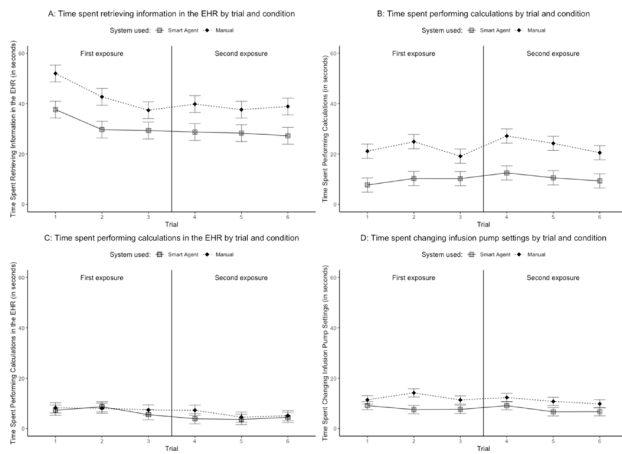 A: Time spent retrieving information in the EHR by trial and condition
System used: Smart Agent Manual
First exposure Second exposure
Time Spent Retrieving Information in the EHR (in seconds)
60
40
20
0
1 2 3 4 5 6
Trial
B: Time spent performing calculations by trial and condition
System used: Smart Agent Manual
First exposure Second exposure
Time Spent Performing Calculations (in seconds)
60
40
20
0
1 2 3 4 5 6
Trial
C: Time spent performing calculations in the EHR by trial and condition
System used: Smart Agent Manual
First exposure Second exposure
Time Spent Performing Calculations in the EHR (in seconds)
60
40
20
0
1 2 3 4 5 6
Trial
D: Time spent changing infusion pump settings by trial and condition
System used: Smart Agent Manual
First exposure Second exposure
Time Spent Changing Infusion Pump Settings (in seconds)
60
40
20
0
1 2 3 4 5 6
Trial